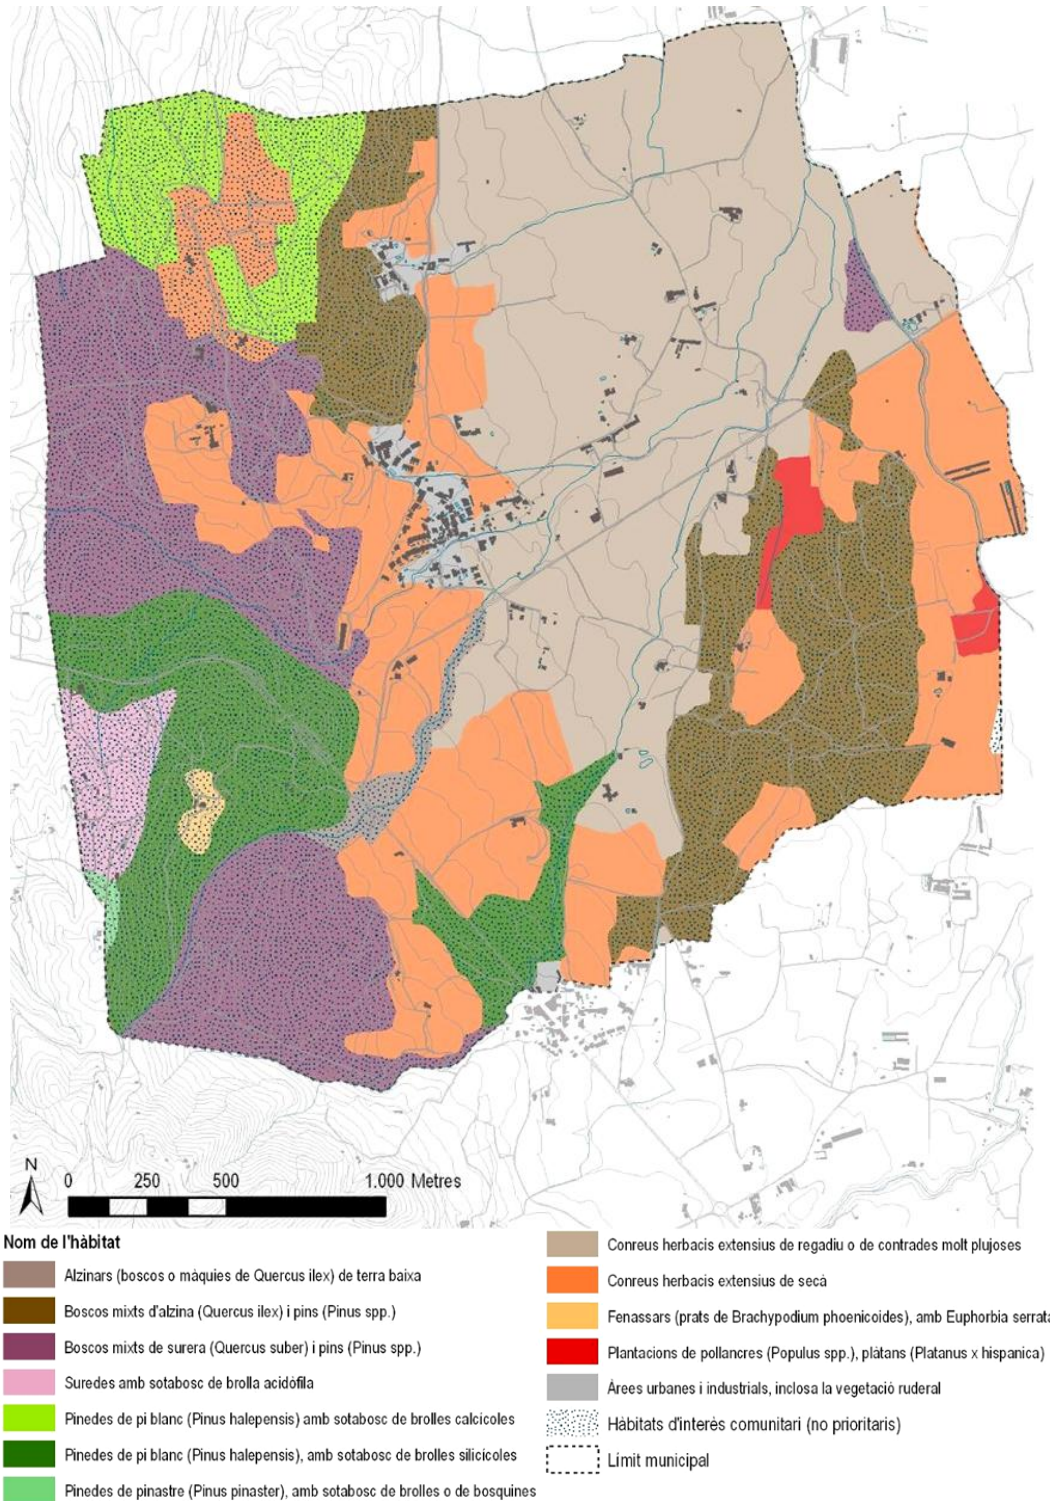 N
0 250 500 1.000 Metres
Nom de l'hàbitat
Alzinars (boscos o màquies de Quercus ilex) de terra baixa
Boscos mixts d'alzina (Quercus ilex) i pins (Pinus spp.)
Boscos mixts de surera (Quercus suber) i pins (Pinus spp.)
Suredes amb sotabosc de brolla acidòfila
Pinedes de pi blanc (Pinus halepensis) amb sotabosc de brolles calcícoles
Pinedes de pi blanc (Pinus halepensis), amb sotabosc de brolles silicícoles
Pinedes de pinastre (Pinus pinaster), amb sotabosc de brolles o de bosquines
Conreus herbacis extensius de regadiu o de contrades molt plujoses
Conreus herbacis extensius de secà
Fenassars (prats de Brachypodium phoenicoides), amb Euphorbia serrata
Plantacions de pollancres (Populus spp.), plàtans (Platanus x hispanica)
Àrees urbanes i industrials, inclosa la vegetació ruderal
Hàbitats d'interès comunitari (no prioritaris)
Límit municipal